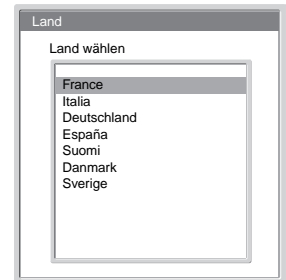 Land
Land wählen
France
Italia
Deutschland
España
Suomi
Danmark
Sverige